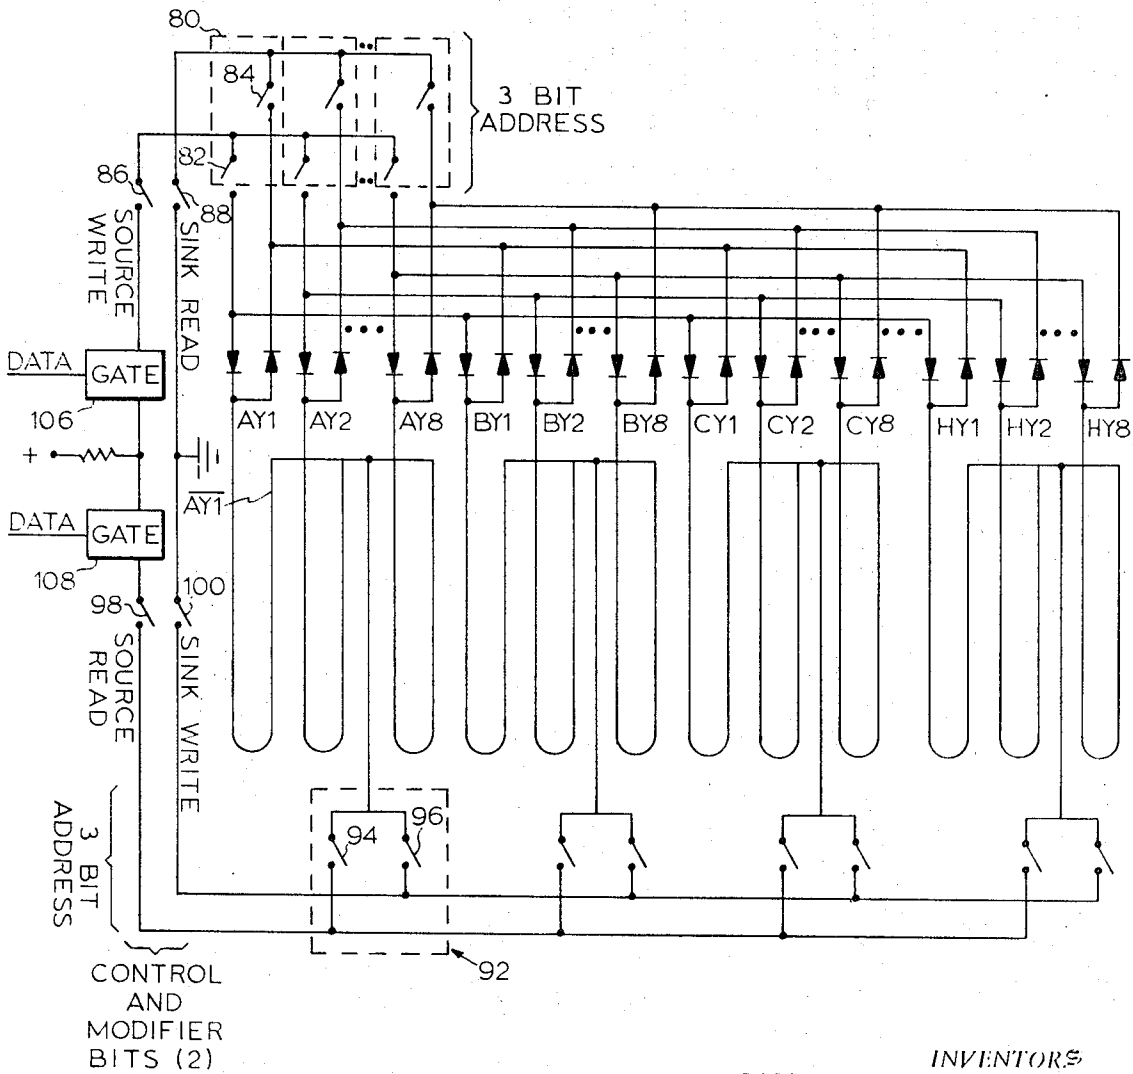 80
84
3 BIT
ADDRESS
82
86
88
SOURCE
WRITE
SINK READ
DATA
GATE
106
+
AY1
AY2
AY8
BY1
BY2
BY8
CY1
CY2
CY8
HY1
HY2
HY8
AY1
DATA
GATE
108
98
100
SOURCE
READ
SINK WRITE
3 BIT
ADDRESS
94
96
92
CONTROL
AND
MODIFIER
BITS (2)
INVENTORS